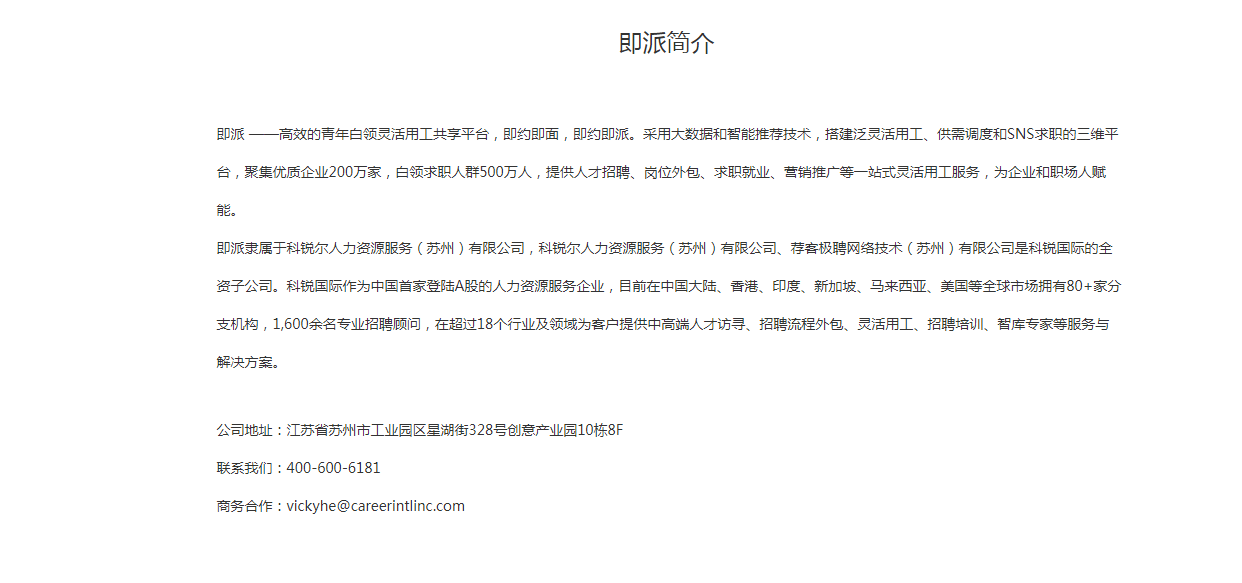 即派简介
即派 ——高效的青年白领灵活用工共享平台，即约即面，即约即派。采用大数据和智能推荐技术，搭建泛灵活用工、供需调度和SNS求职的三维平
台，聚集优质企业200万家，白领求职人群500万人，提供人才招聘、岗位外包、求职就业、营销推广等一站式灵活用工服务，为企业和职场人赋
能。
即派隶属于科锐尔人力资源服务（苏州）有限公司，科锐尔人力资源服务（苏州）有限公司、荐客极聘网络技术（苏州）有限公司是科锐国际的全
资子公司。科锐国际作为中国首家登陆A股的人力资源服务企业，目前在中国大陆、香港、印度、新加坡、马来西亚、美国等全球市场拥有80+家分
支机构，1,600余名专业招聘顾问，在超过18个行业及领域为客户提供中高端人才访寻、招聘流程外包、灵活用工、招聘培训、智库专家等服务与
解决方案。
公司地址：江苏省苏州市工业园区星湖街328号创意产业园10栋8F
联系我们：400-600-6181
商务合作：vickyhe@careerintlinc.com